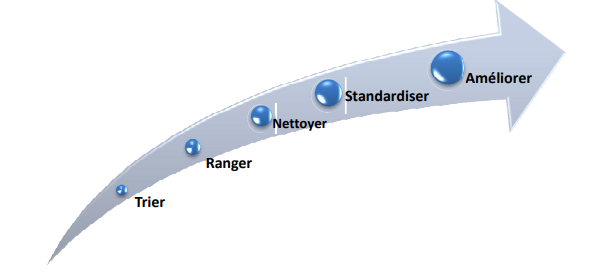 Améliorer
Standardiser
Nettoyer
Ranger
Trier